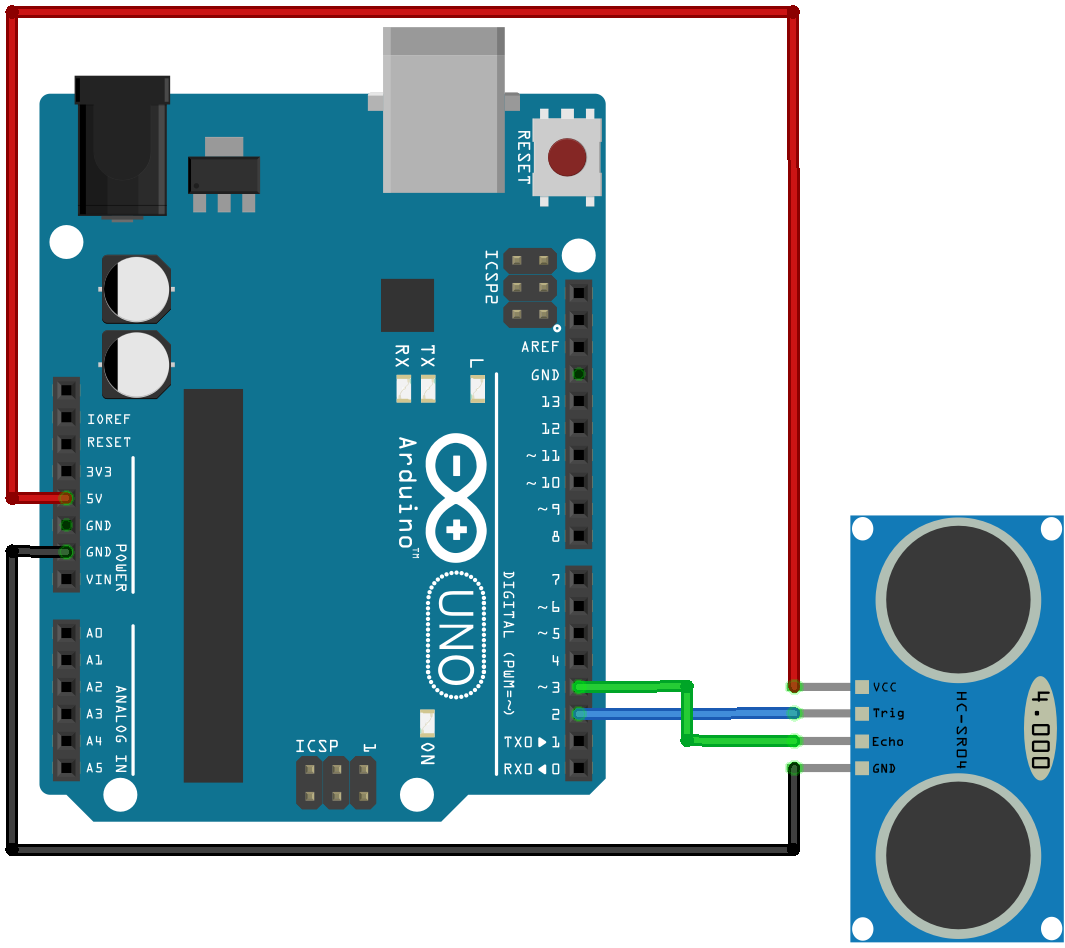 RESET
ICSP2
AREF
GND
13
12
~11
~10
~9
8
RX
TX
L
IOREF
RESET
3V3
5V
GND
GND
VIN
POWER
Arduino™
UNO
DIGITAL (PWM=~)
7
~6
~5
4
~3
2
TX0▶1
RX0◀0
A0
A1
A2
A3
A4
A5
ANALOG IN
ICSP
1
ON
VCC
Trig
Echo
GND
HC-SR04
4.000